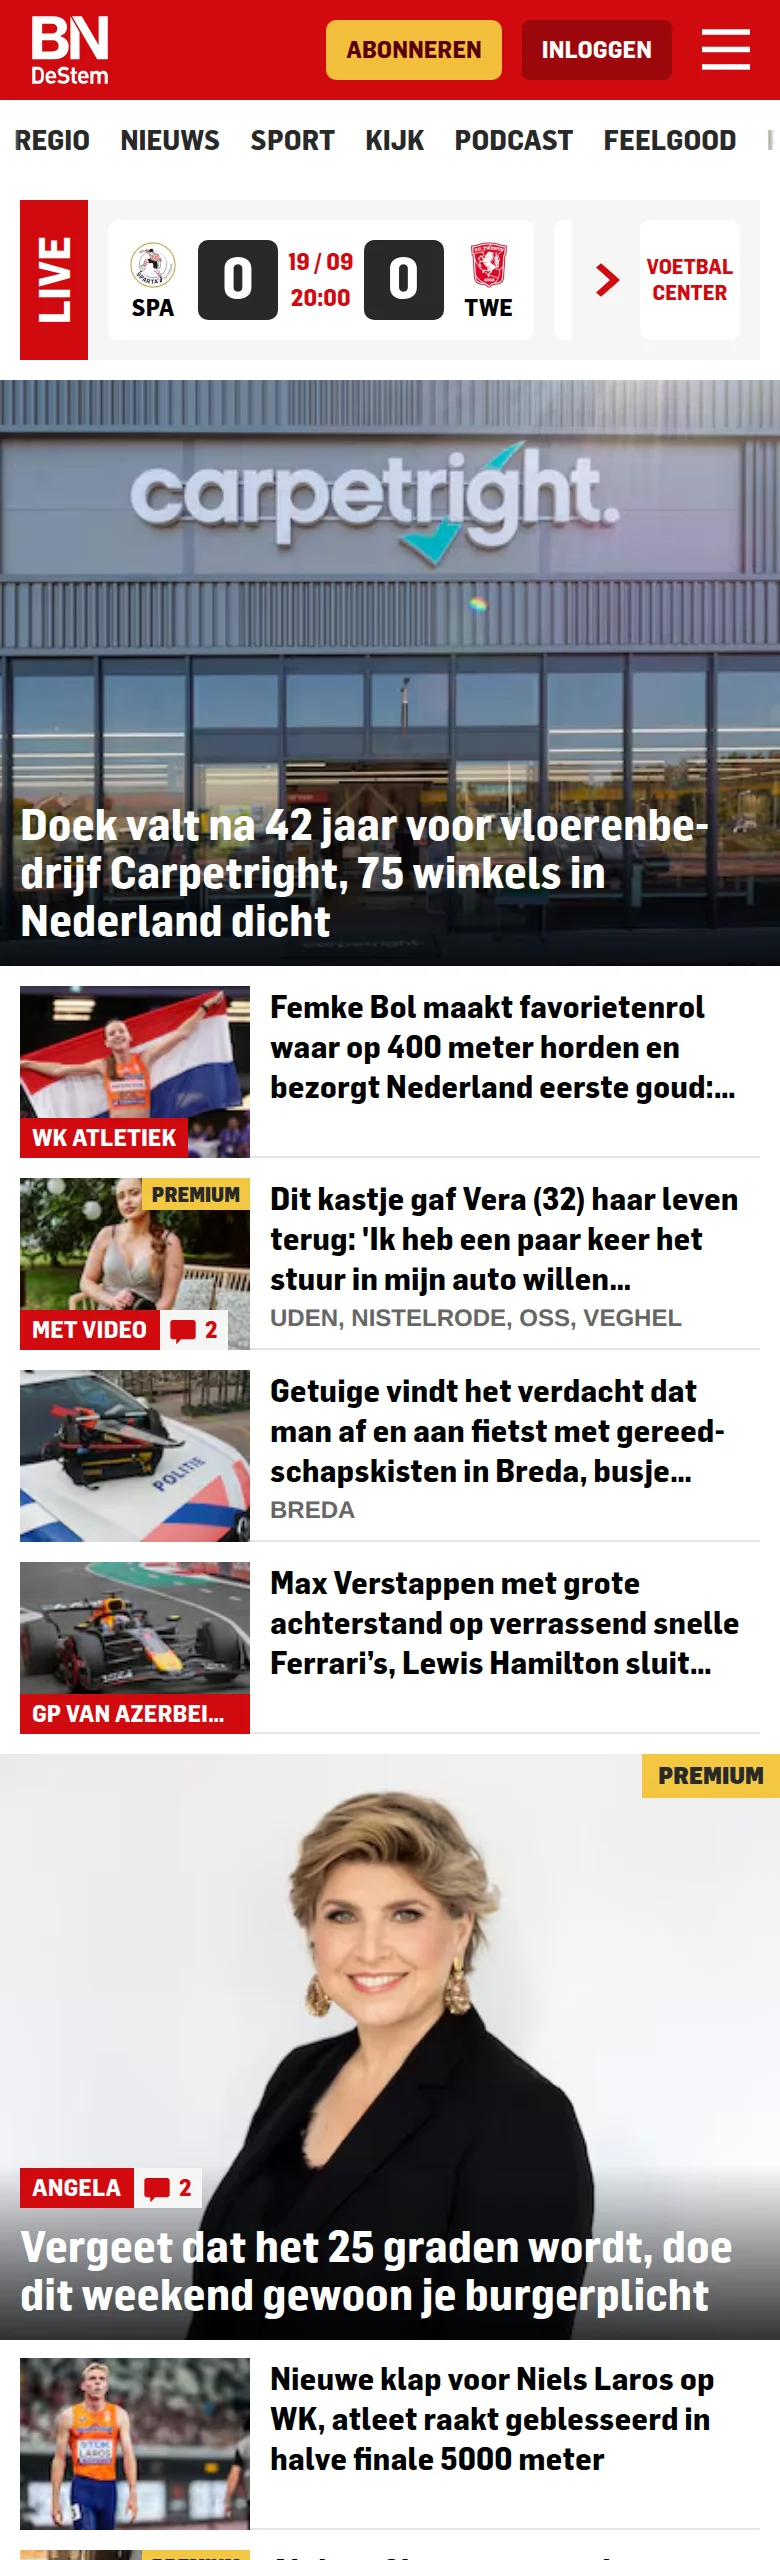 BN
DeStem
ABONNEREN
INLOGGEN
REGIO NIEUWS SPORT KIJK PODCAST FEELGOOD
LIVE
SPARTA
SPA
0
19 / 09
20:00
0
TWE
VOETBAL
CENTER
carpetright.
Doek valt na 42 jaar voor vloerenbe-
drijf Carpetright, 75 winkels in
Nederland dicht
WK ATLETIEK
Femke Bol maakt favorietenrol
waar op 400 meter horden en
bezorgt Nederland eerste goud:...
PREMIUM
MET VIDEO
2
Dit kastje gaf Vera (32) haar leven
terug: 'Ik heb een paar keer het
stuur in mijn auto willen...
UDEN, NISTELRODE, OSS, VEGHEL
POLITIE
Getuige vindt het verdacht dat
man af en aan fietst met gereed-
schapskisten in Breda, busje...
BREDA
GP VAN AZERBEI...
Max Verstappen met grote
achterstand op verrassend snelle
Ferrari’s, Lewis Hamilton sluit...
PREMIUM
ANGELA
2
Vergeet dat het 25 graden wordt, doe
dit weekend gewoon je burgerplicht
LAROS
Nieuwe klap voor Niels Laros op
WK, atleet raakt geblesseerd in
halve finale 5000 meter